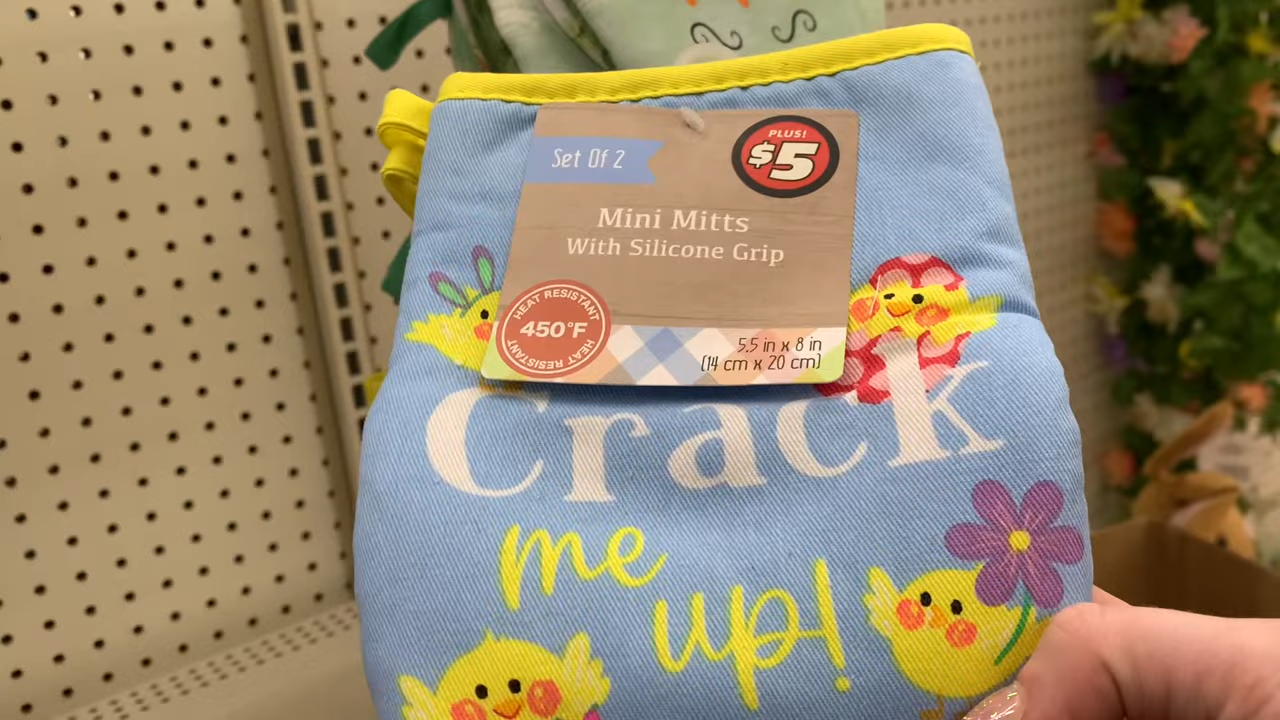 PLUS!
$5
Set Of 2
Mini Mitts
With Silicone Grip
HEAT RESISTANT
450°F
HEAT RESISTANT
5.5 in x 8 in
(14 cm x 20 cm)
Crack
me
up!